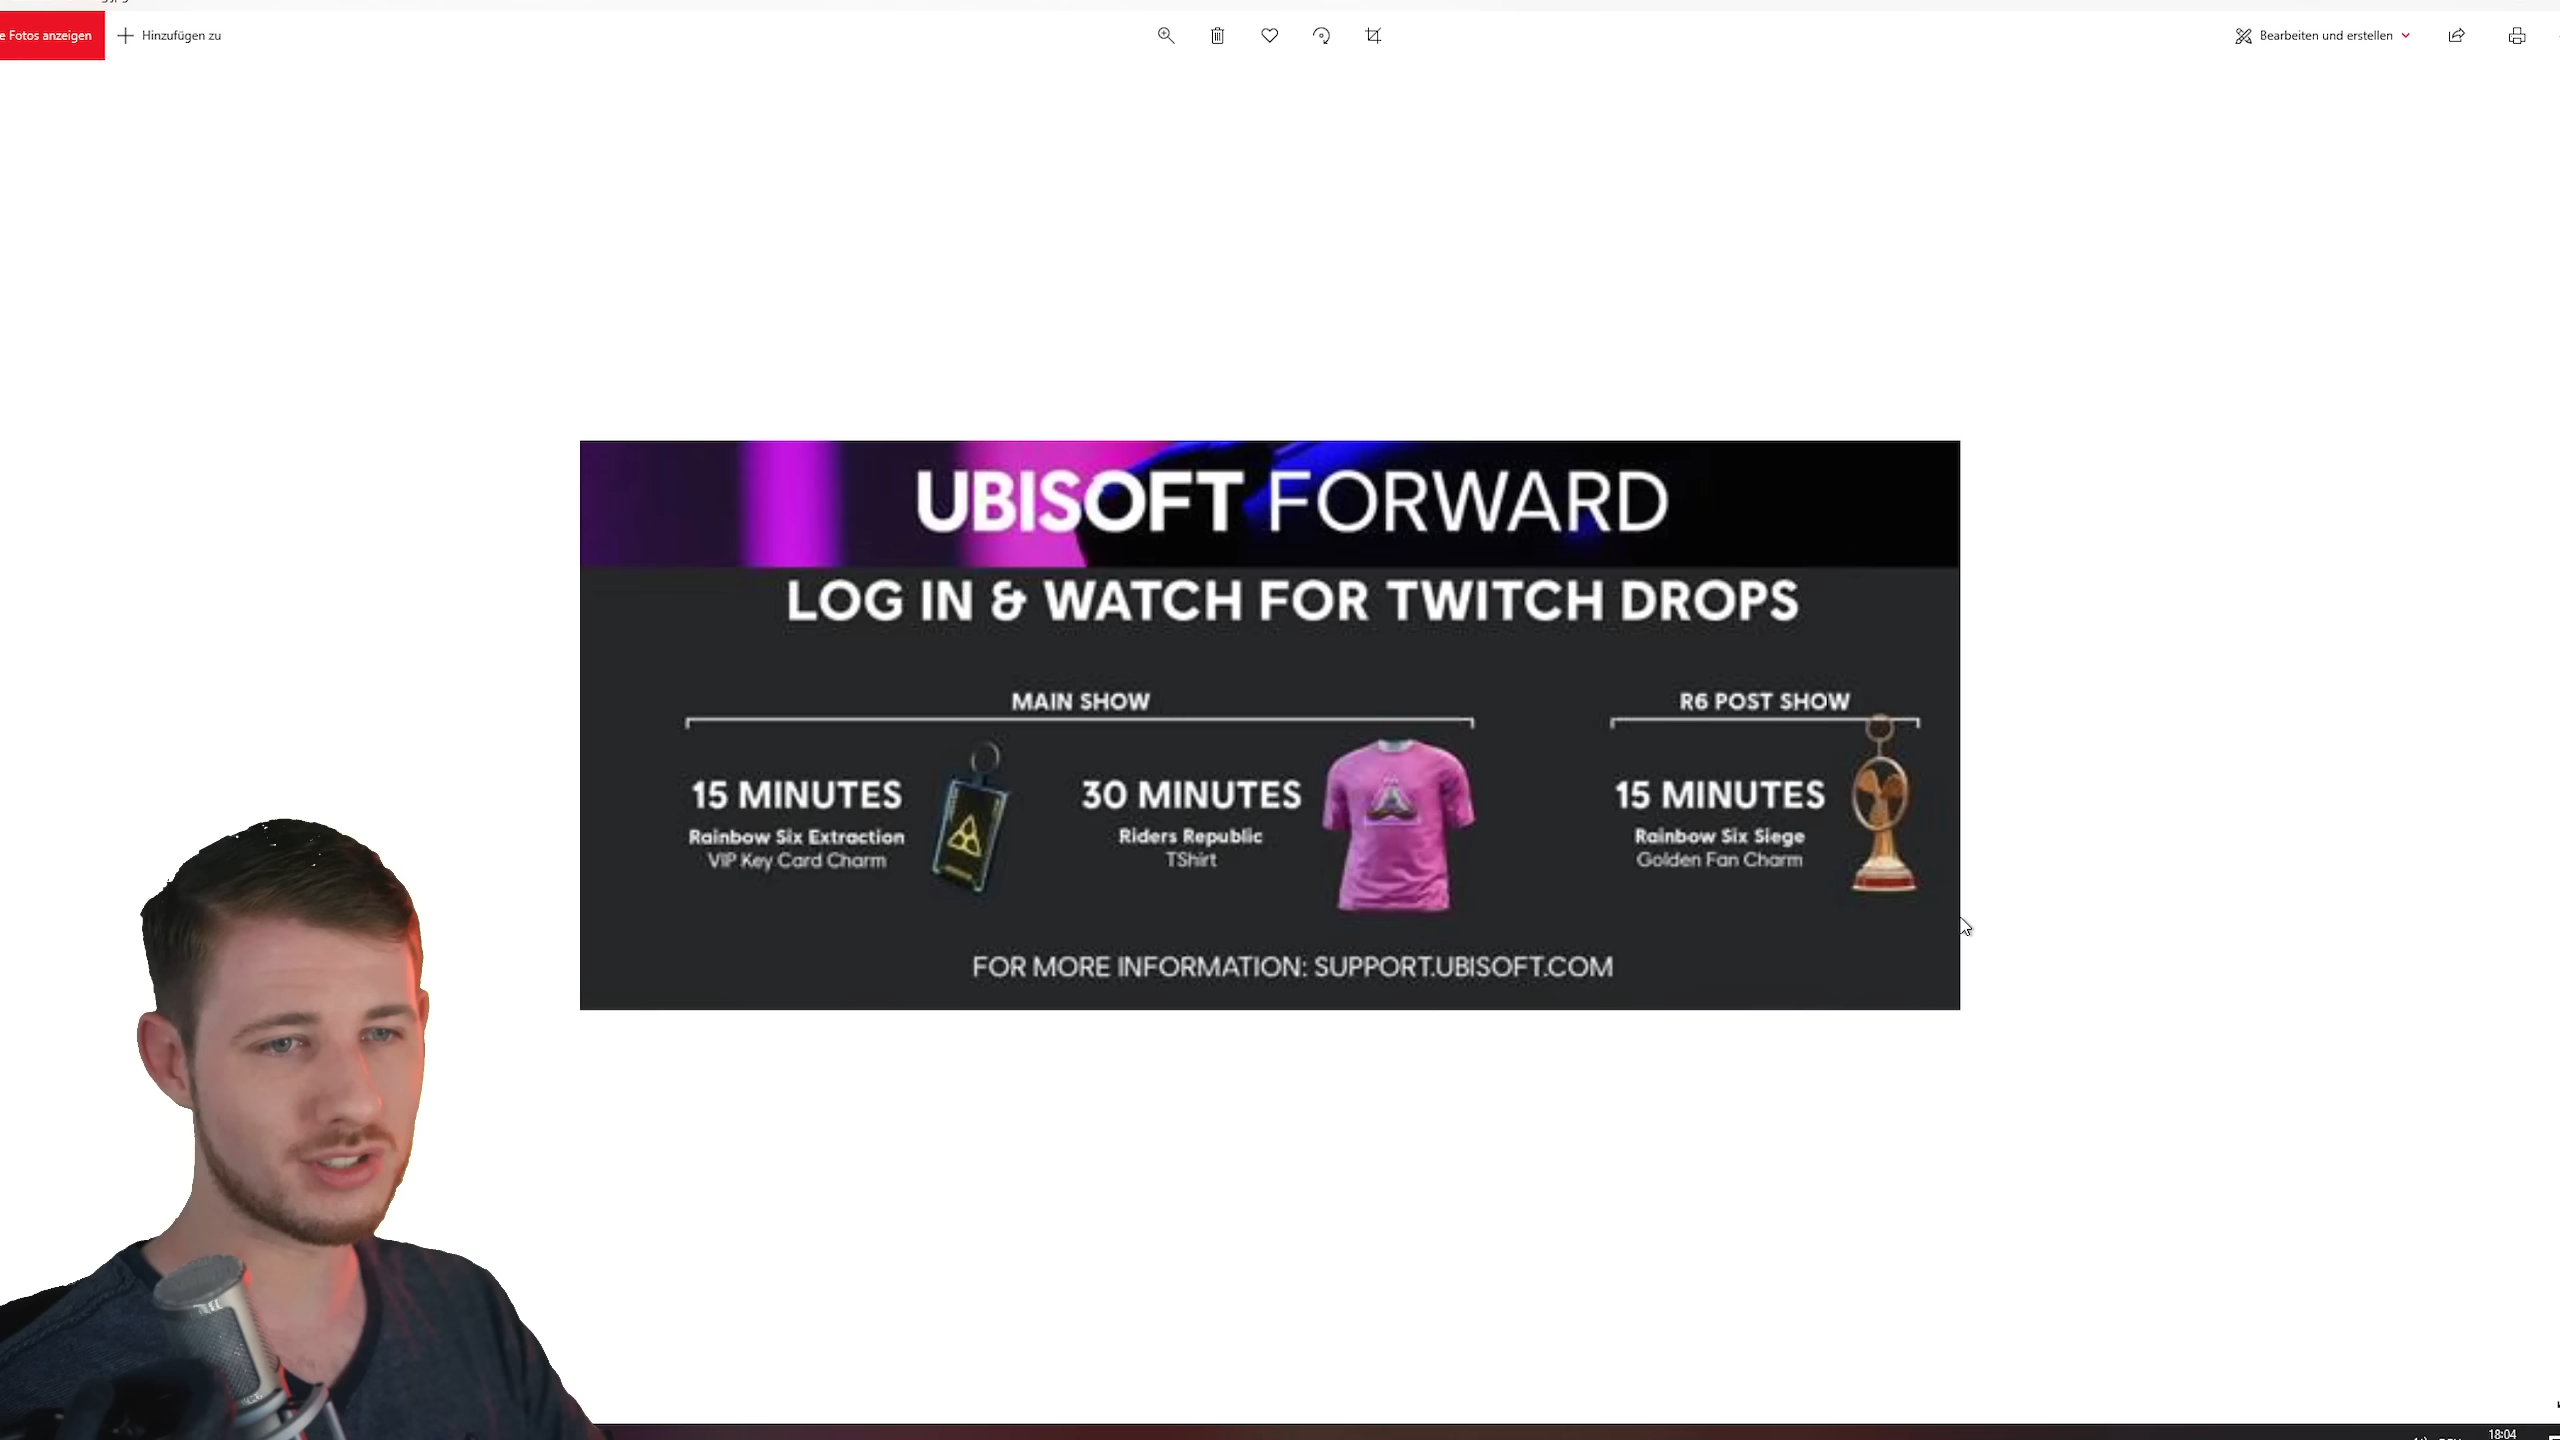 e Fotos anzeigen
Hinzufügen zu
Bearbeiten und erstellen
UBISOFT FORWARD
LOG IN & WATCH FOR TWITCH DROPS
MAIN SHOW
15 MINUTES
Rainbow Six Extraction
VIP Key Card Charm
30 MINUTES
Riders Republic
TShirt
R6 POST SHOW
15 MINUTES
Rainbow Six Siege
Golden Fan Charm
FOR MORE INFORMATION: SUPPORT.UBISOFT.COM
18:04